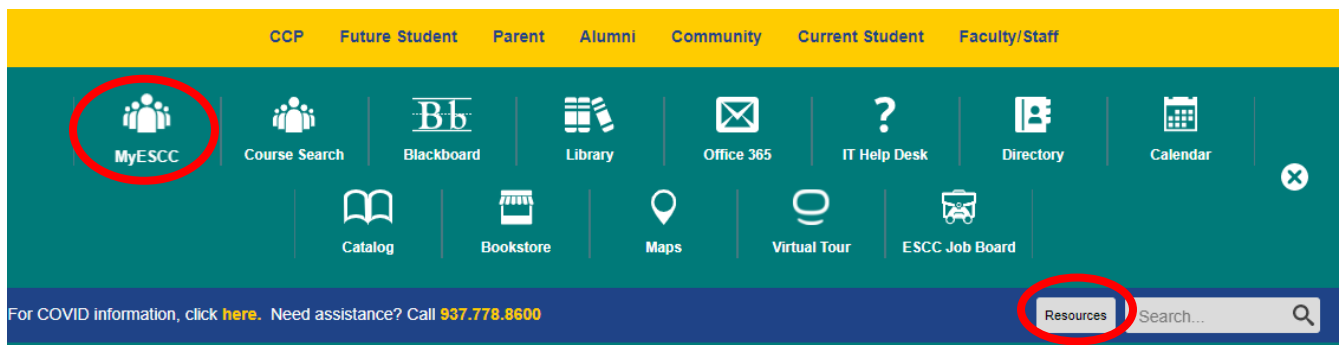 CCP Future Student Parent Alumni Community Current Student Faculty/Staff
MyESCC Course Search Bb Blackboard Library Office 365 ? IT Help Desk Directory Calendar
Catalog Bookstore Maps Virtual Tour ESCC Job Board
For COVID information, click here. Need assistance? Call 937.778.8600 Resources Search...